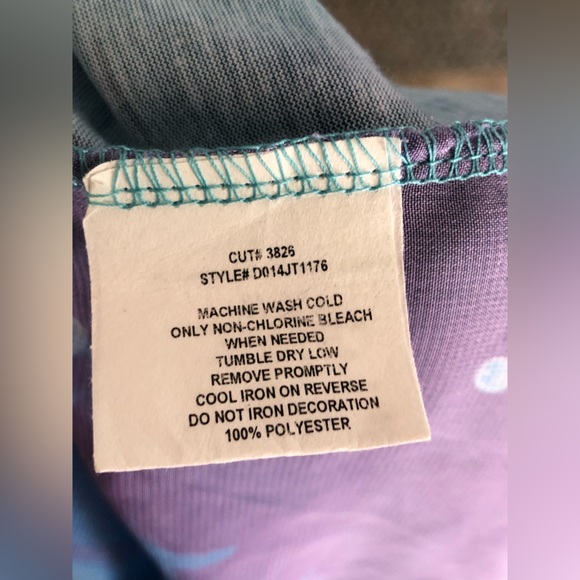 CUT# 3826
STYLE# D014JT1176
MACHINE WASH COLD
ONLY NON-CHLORINE BLEACH
WHEN NEEDED
TUMBLE DRY LOW
REMOVE PROMPTLY
COOL IRON ON REVERSE
DO NOT IRON DECORATION
100% POLYESTER